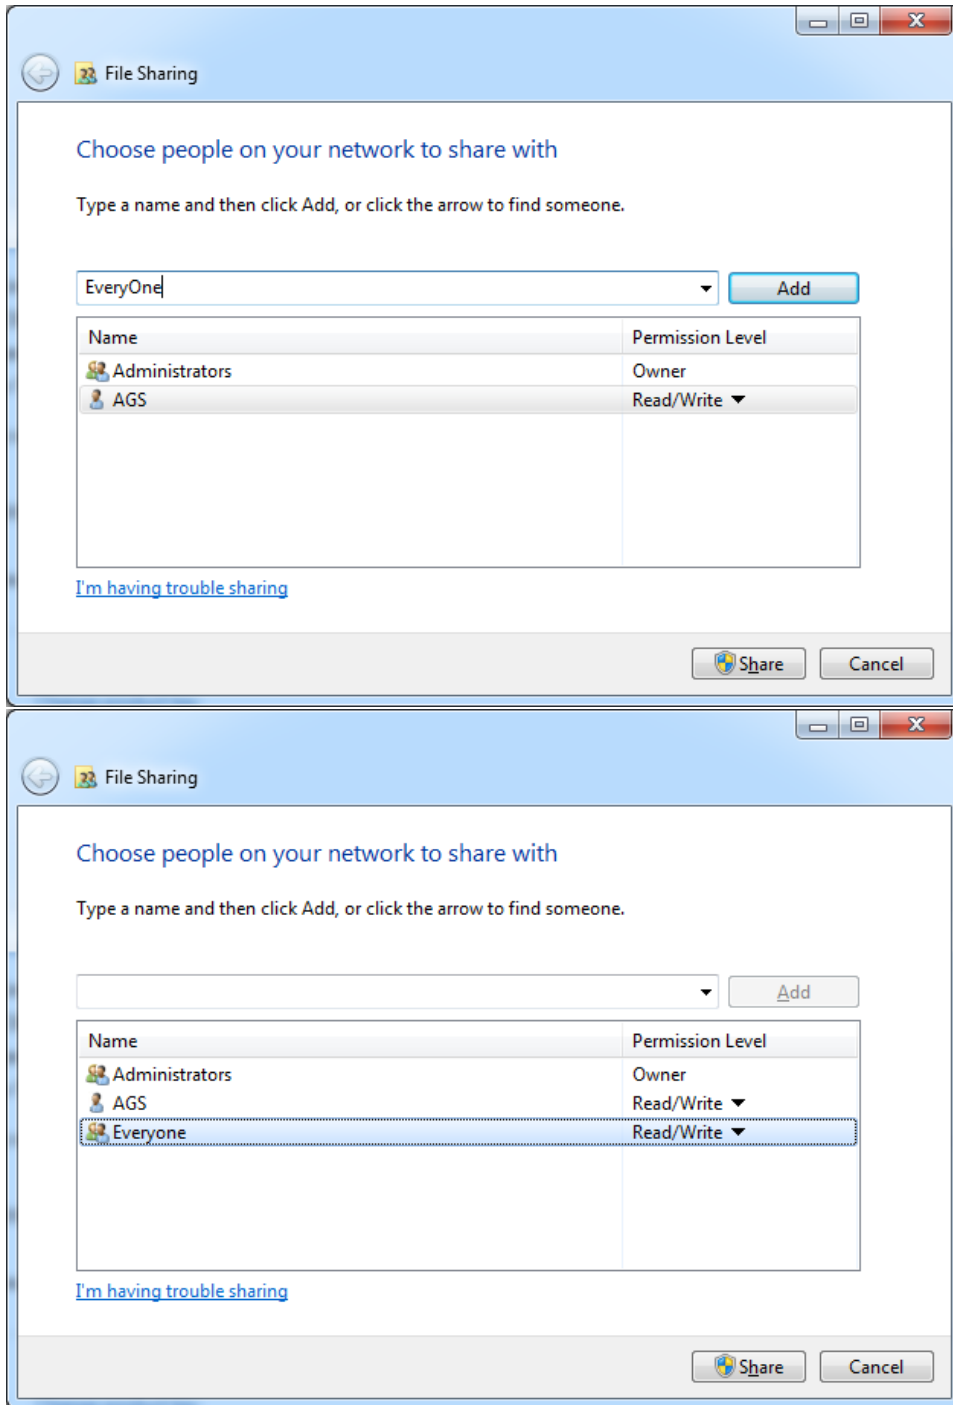 File Sharing
Choose people on your network to share with
Type a name and then click Add, or click the arrow to find someone.
EveryOne Add
Name Permission Level
Administrators Owner
AGS Read/Write
I'm having trouble sharing
Share Cancel
File Sharing
Choose people on your network to share with
Type a name and then click Add, or click the arrow to find someone.
Add
Name Permission Level
Administrators Owner
AGS Read/Write
Everyone Read/Write
I'm having trouble sharing
Share Cancel